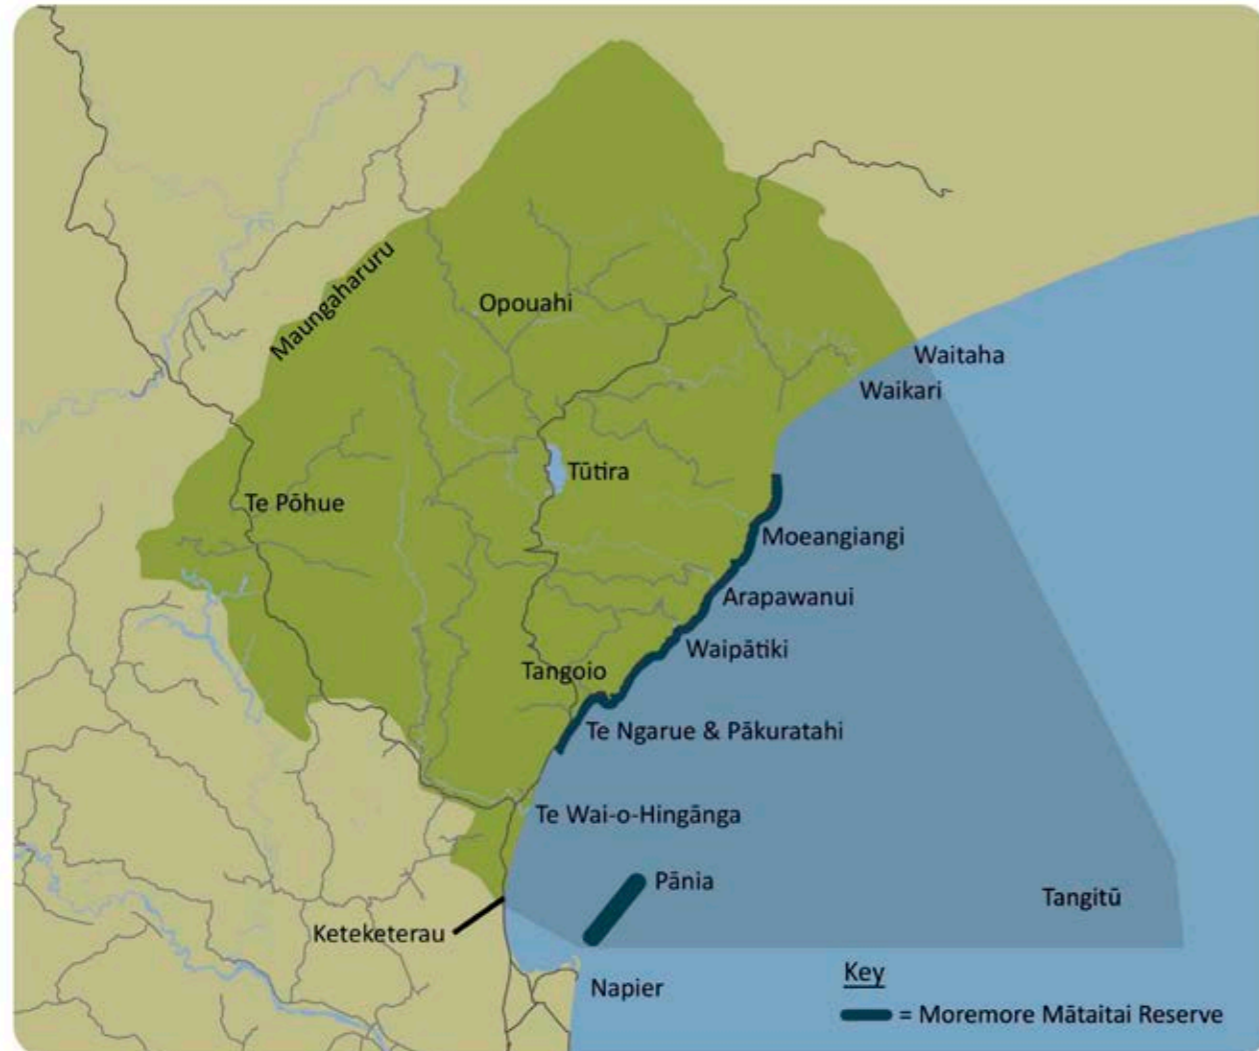 Maungaharuru
Opouahi
Waitaha
Waikari
Tūtira
Te Pōhue
Moeangiangi
Arapawanui
Waipātiki
Tangoio
Te Ngarue & Pākuratahi
Te Wai-o-Hingānga
Pānia
Tangitū
Keteketerau
Napier
Key
= Moremore Mātaitai Reserve